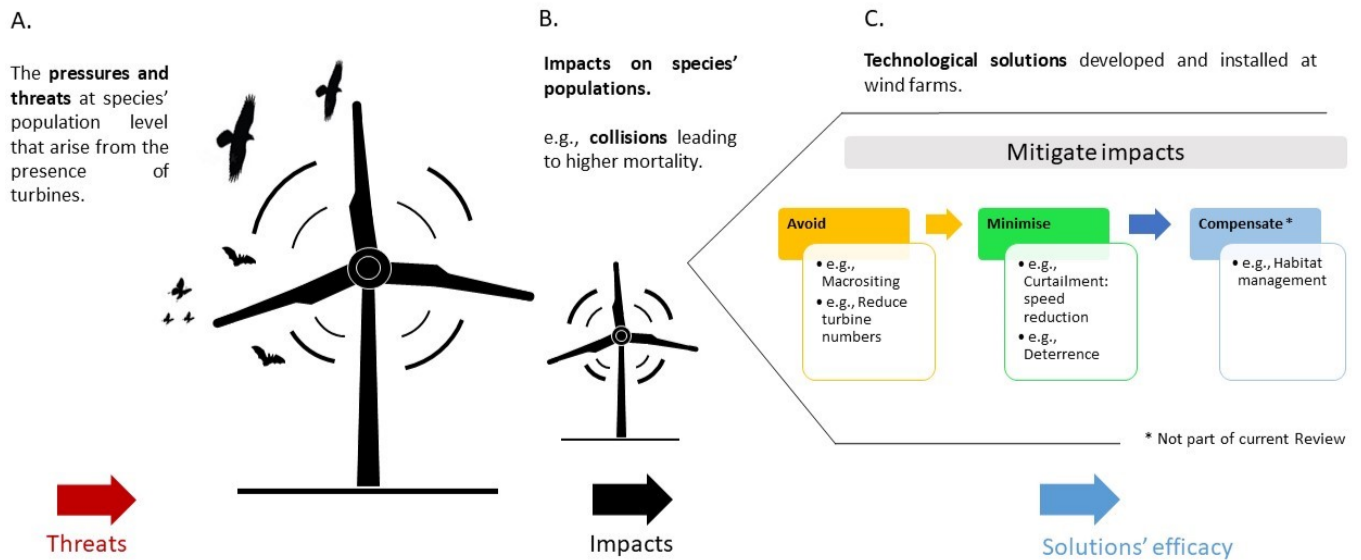 A.
The pressures and
threats at species'
population level
that arise from the
presence of
turbines.
B.
Impacts on species'
populations.
e.g., collisions leading
to higher mortality.
C.
Technological solutions developed and installed at
wind farms.
Mitigate impacts
Avoid
• e.g.,
Macrositing
• e.g., Reduce
turbine
numbers
Minimise
• e.g.,
Curtailment:
speed
reduction
• e.g.,
Deterrence
Compensate *
• e.g., Habitat
management
* Not part of current Review
Threats
Impacts
Solutions' efficacy